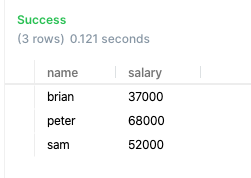 Success
(3 rows) 0.121 seconds
name salary
brian 37000
peter 68000
sam 52000